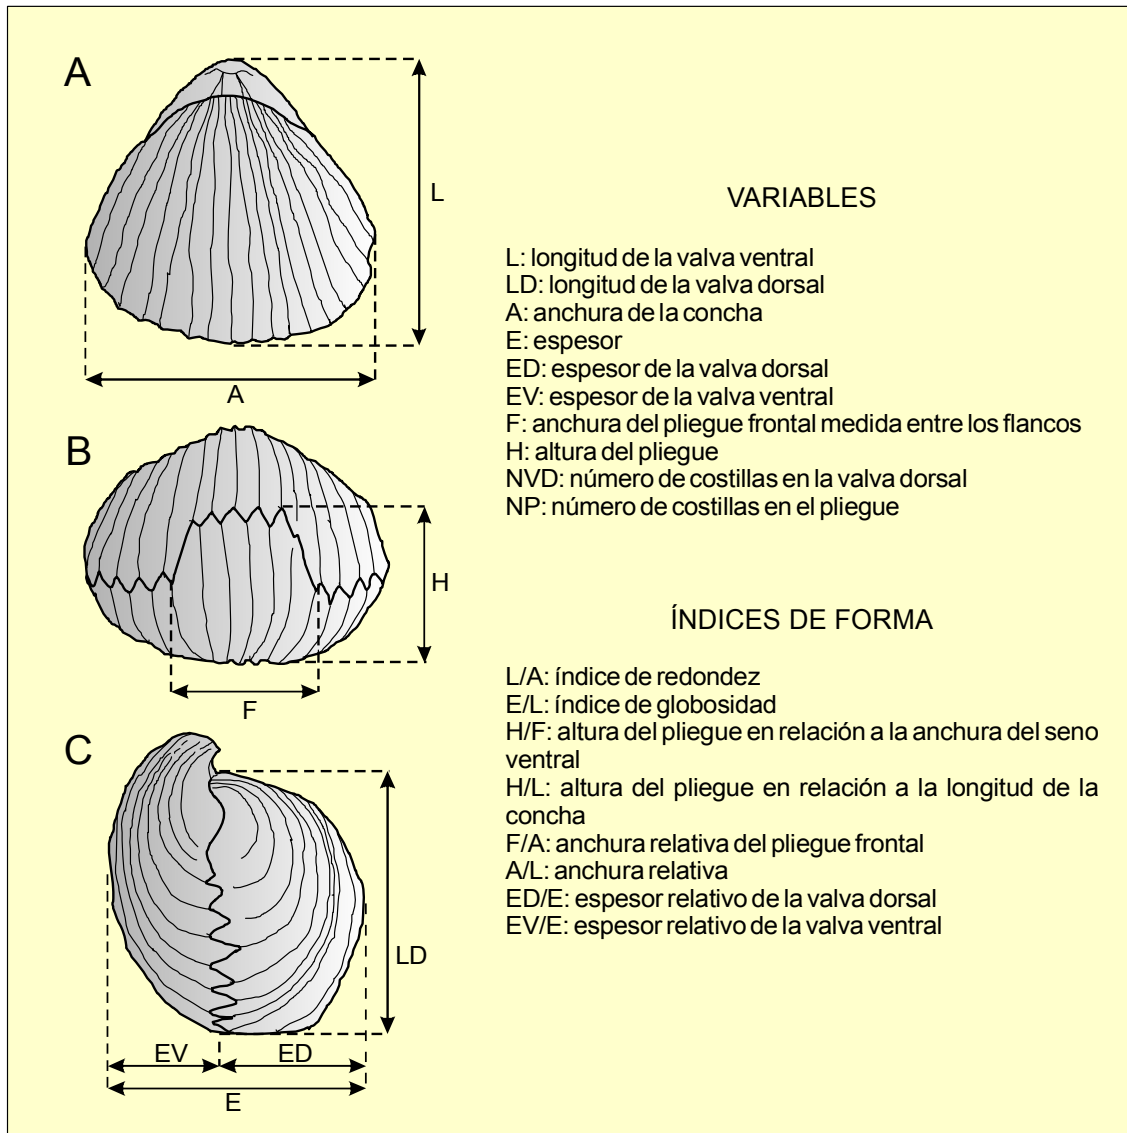 A
L
A
B
H
F
C
LD
EV
ED
E
VARIABLES
L: longitud de la valva ventral
LD: longitud de la valva dorsal
A: anchura de la concha
E: espesor
ED: espesor de la valva dorsal
EV: espesor de la valva ventral
F: anchura del pliegue frontal medida entre los flancos
H: altura del pliegue
NVD: número de costillas en la valva dorsal
NP: número de costillas en el pliegue
ÍNDICES DE FORMA
L/A: índice de redondez
E/L: índice de globosidad
H/F: altura del pliegue en relación a la anchura del seno
ventral
H/L: altura del pliegue en relación a la longitud de la
concha
F/A: anchura relativa del pliegue frontal
A/L: anchura relativa
ED/E: espesor relativo de la valva dorsal
EV/E: espesor relativo de la valva ventral